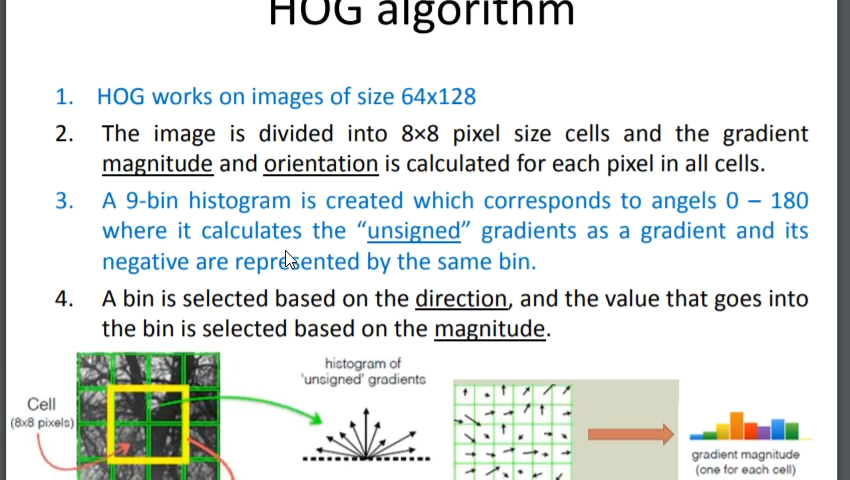 HOG algorithm
1. HOG works on images of size 64x128
2. The image is divided into 8×8 pixel size cells and the gradient
magnitude and orientation is calculated for each pixel in all cells.
3. A 9-bin histogram is created which corresponds to angels 0 – 180
where it calculates the “unsigned” gradients as a gradient and its
negative are represented by the same bin.
4. A bin is selected based on the direction, and the value that goes into
the bin is selected based on the magnitude.
Cell
(8x8 pixels)
histogram of
'unsigned' gradients
gradient magnitude
(one for each cell)